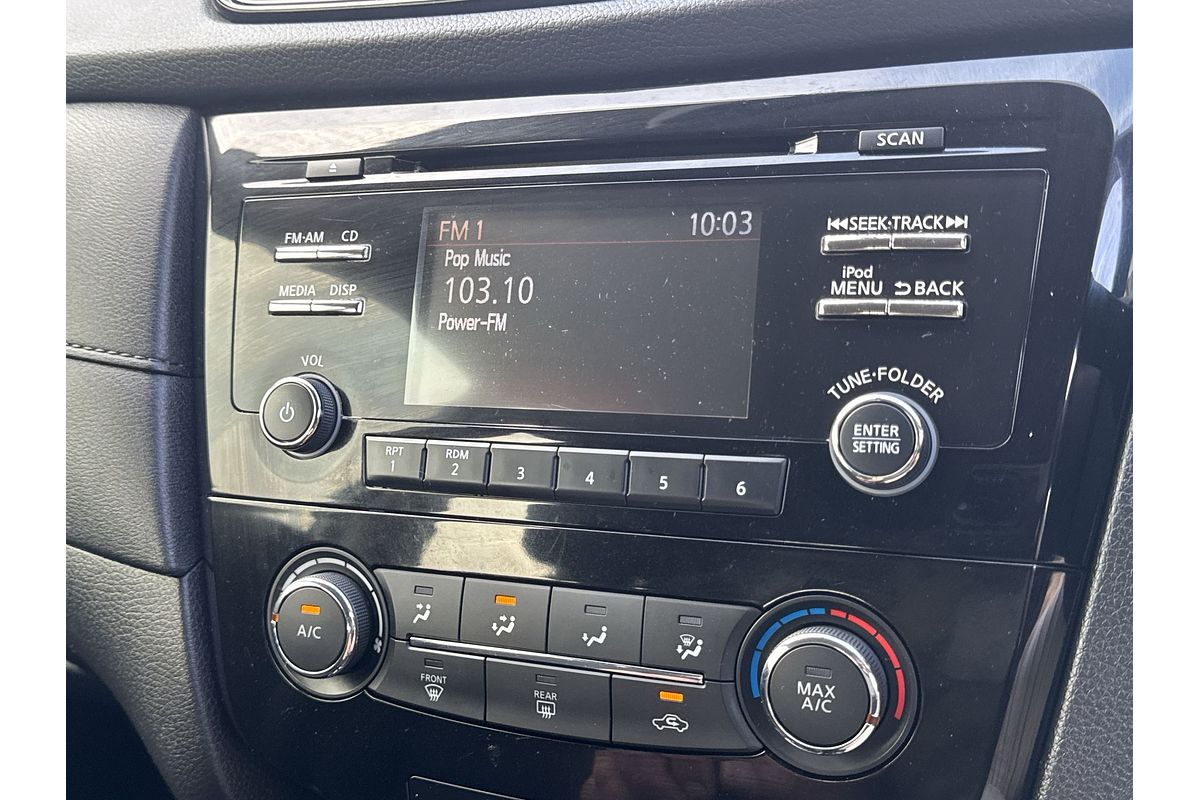 SCAN
FM·AM CD
MEDIA DISP
VOL
FM 1 10:03
Pop Music
103.10
Power-FM
SEEK·TRACK
iPod
MENU BACK
TUNE·FOLDER
ENTER
SETTING
RPT
1
RDM
2
3
4
5
6
A/C
FRONT
REAR
MAX
A/C